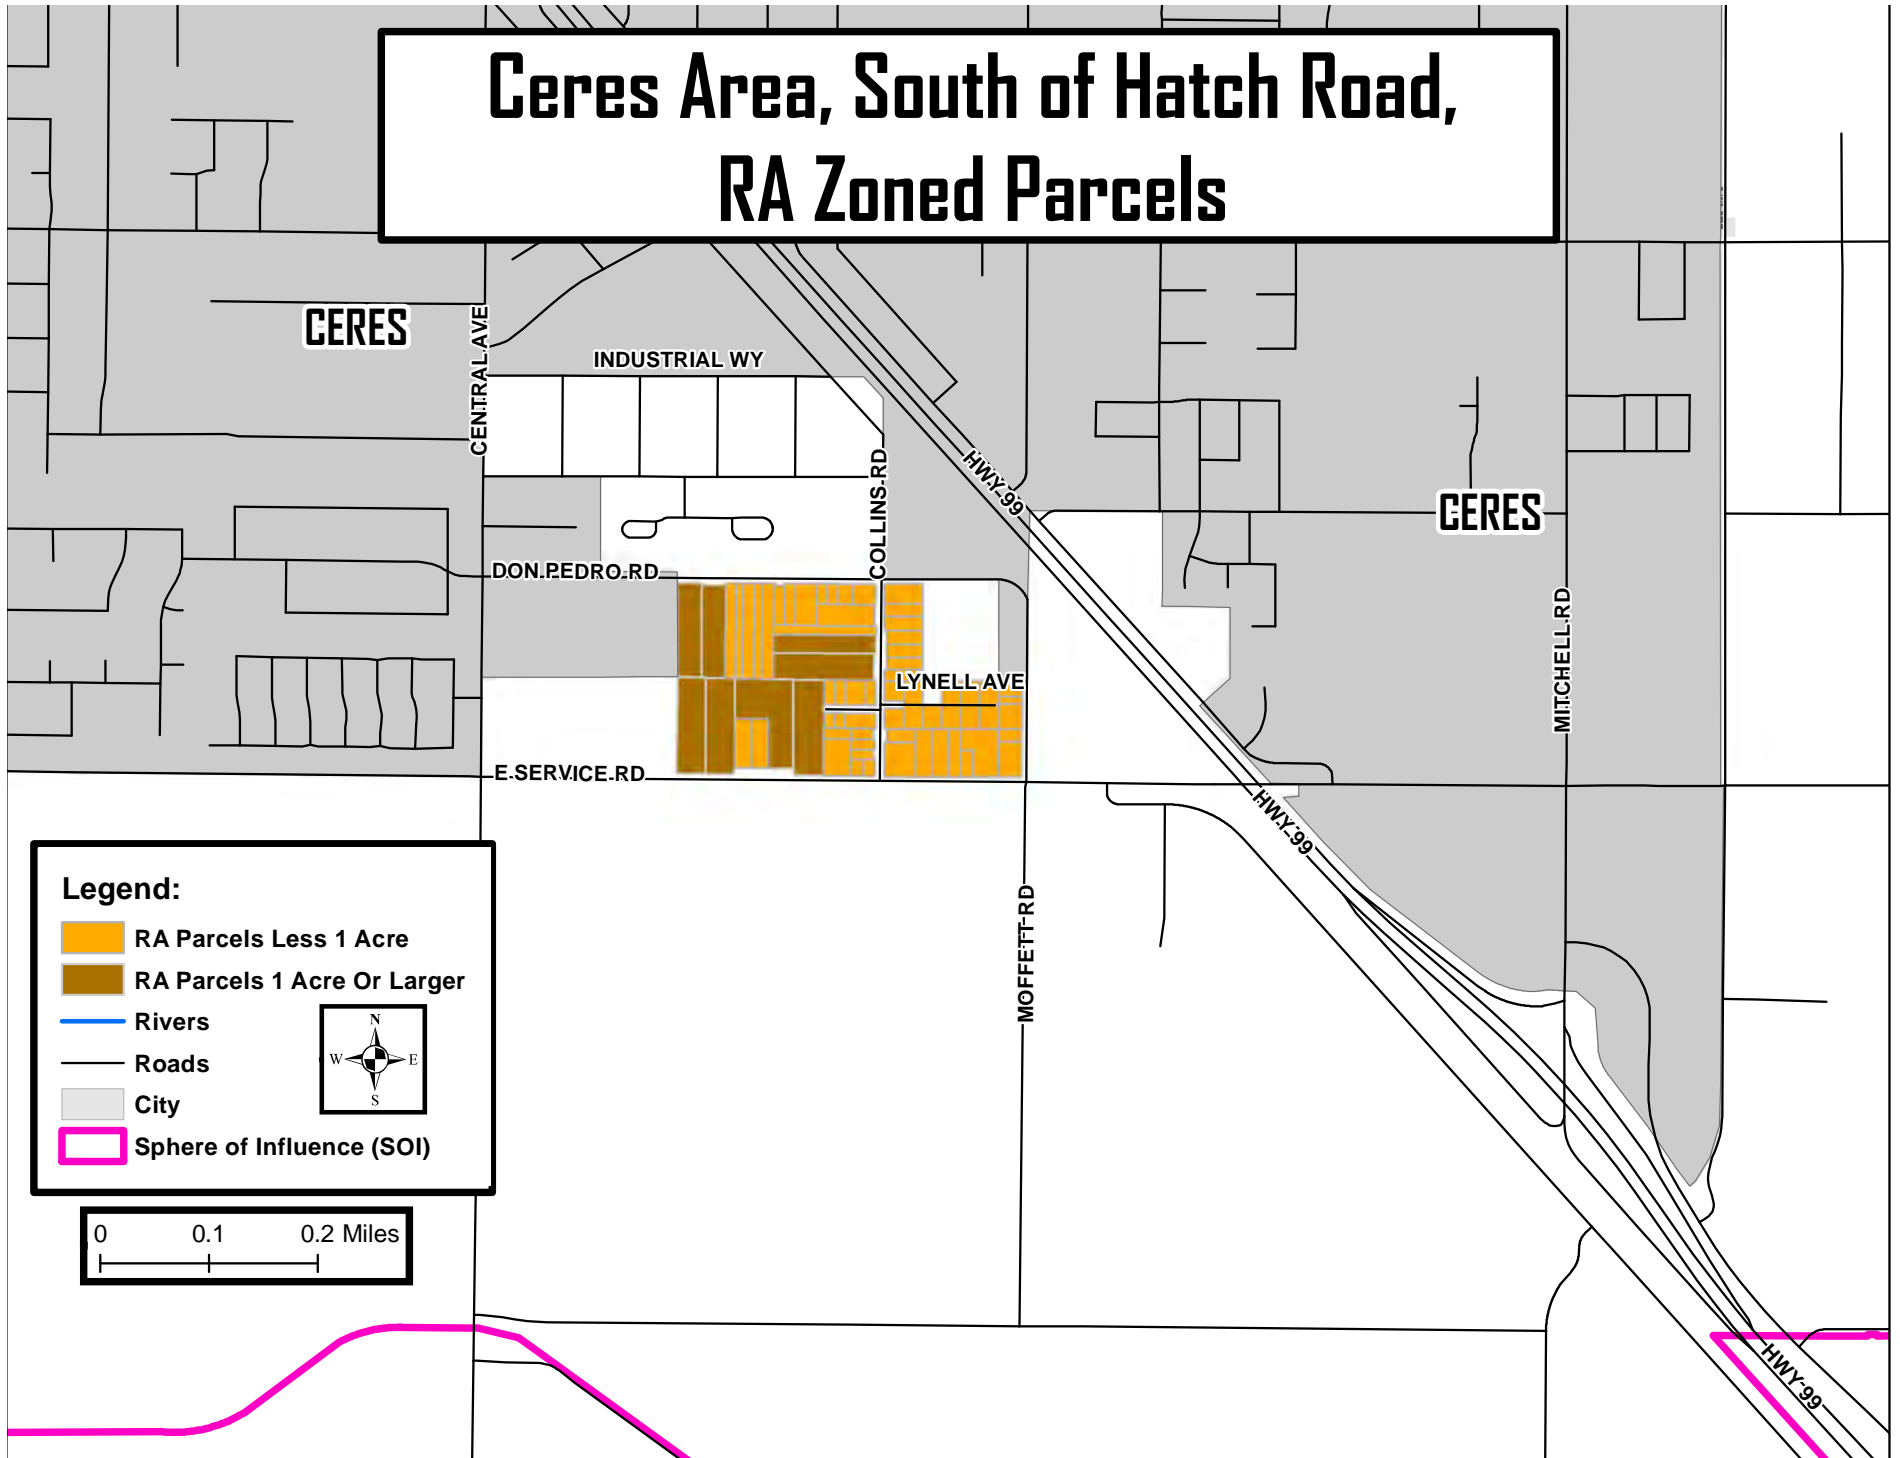 Ceres Area, South of Hatch Road,
RA Zoned Parcels
CERES
CENTRAL AVE
INDUSTRIAL WY
COLLINS RD
HWY 99
CERES
DON PEDRO RD
MITCHELL RD
LYNELL AVE
E SERVICE RD
HWY 99
MOFFETT RD
Legend:
RA Parcels Less 1 Acre
RA Parcels 1 Acre Or Larger
Rivers
Roads
City
Sphere of Influence (SOI)
N
W E
S
0 0.1 0.2 Miles
HWY 99